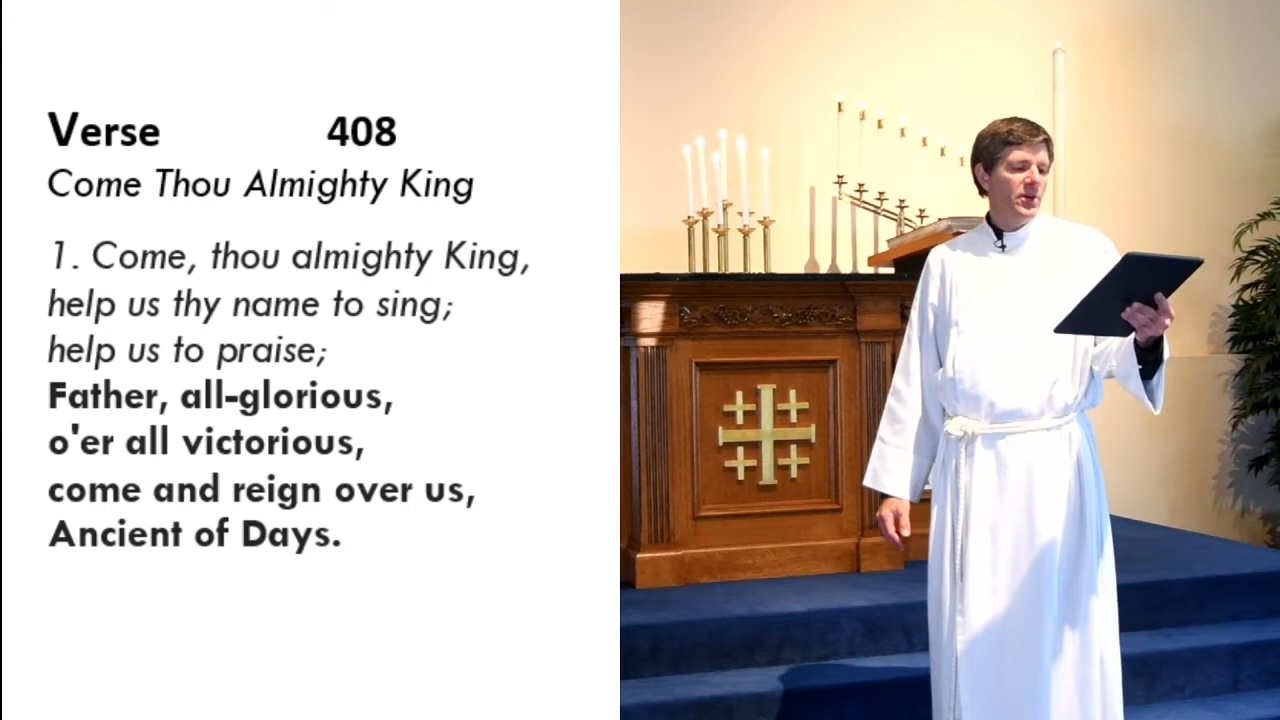 Verse 408
Come Thou Almighty King
1. Come, thou almighty King,
help us thy name to sing;
help us to praise;
Father, all-glorious,
o'er all victorious,
come and reign over us,
Ancient of Days.